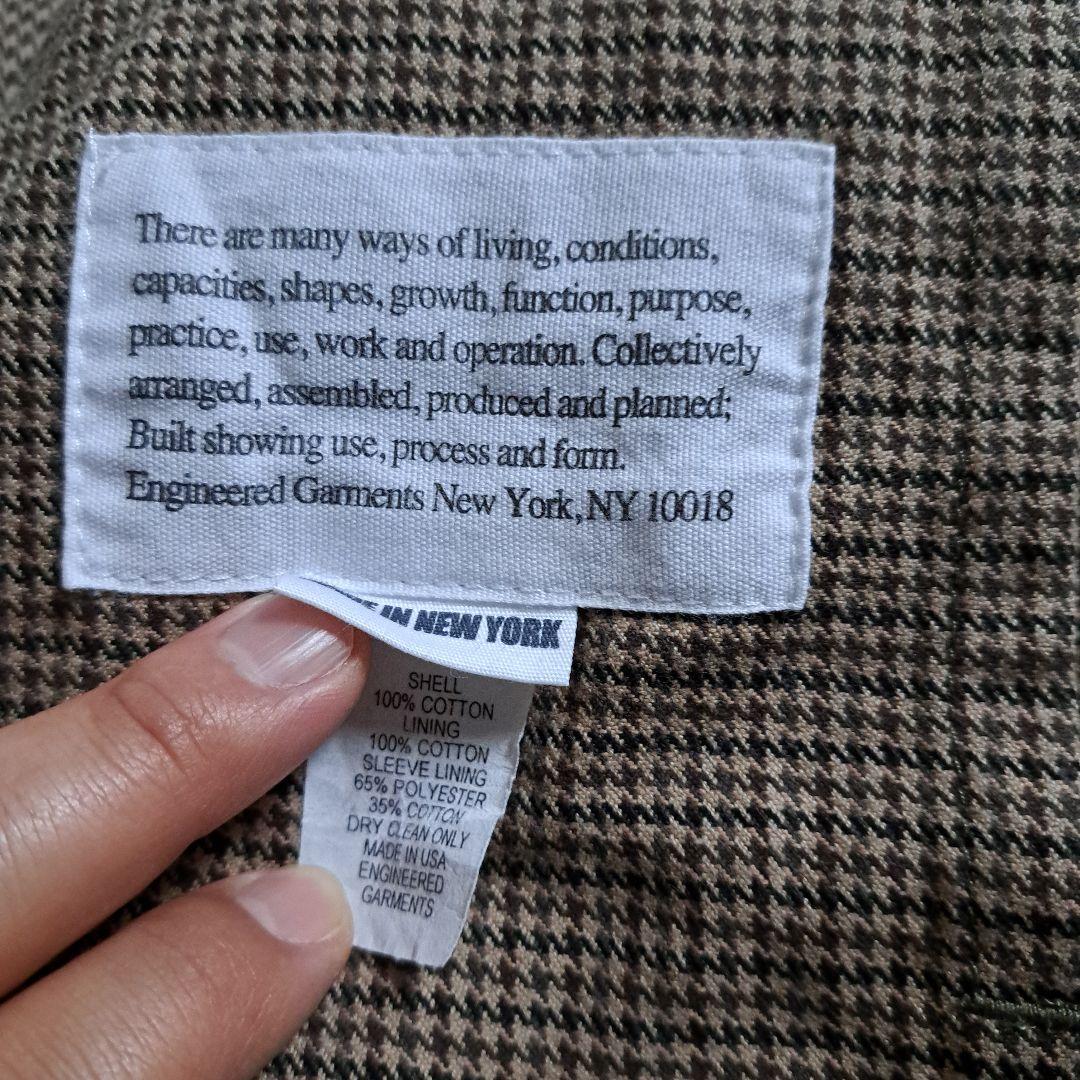 There are many ways of living, conditions,
capacities, shapes, growth, function, purpose,
practice, use, work and operation. Collectively
arranged, assembled, produced and planned;
Built showing use, process and form.
Engineered Garments New York, NY 10018
IN NEW YORK
SHELL
100% COTTON
LINING
100% COTTON
SLEEVE LINING
65% POLYESTER
35% COTTON
DRY CLEAN ONLY
MADE IN USA
ENGINEERED
GARMENTS